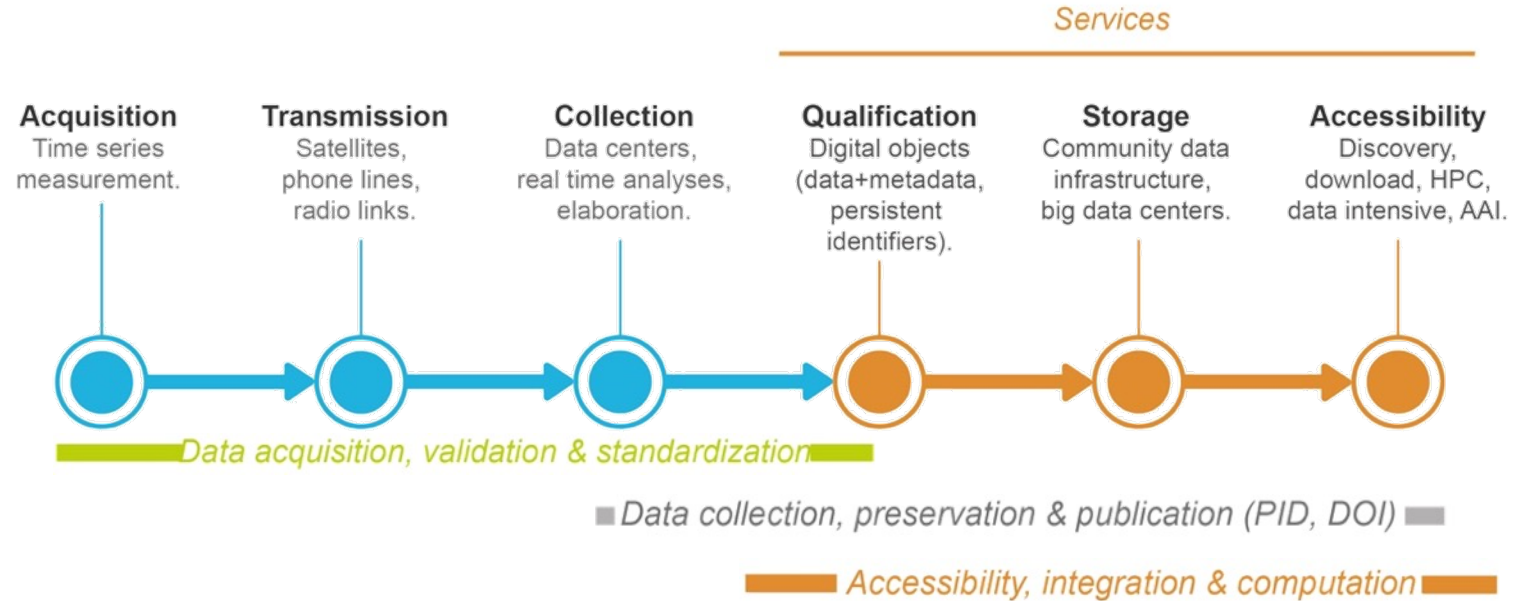 Services
Acquisition
Time series
measurement.
Transmission
Satellites,
phone lines,
radio links.
Collection
Data centers,
real time analyses,
elaboration.
Qualification
Digital objects
(data+metadata,
persistent
identifiers).
Storage
Community data
infrastructure,
big data centers.
Accessibility
Discovery,
download, HPC,
data intensive, AAI.
Data acquisition, validation & standardization
Data collection, preservation & publication (PID, DOI)
Accessibility, integration & computation